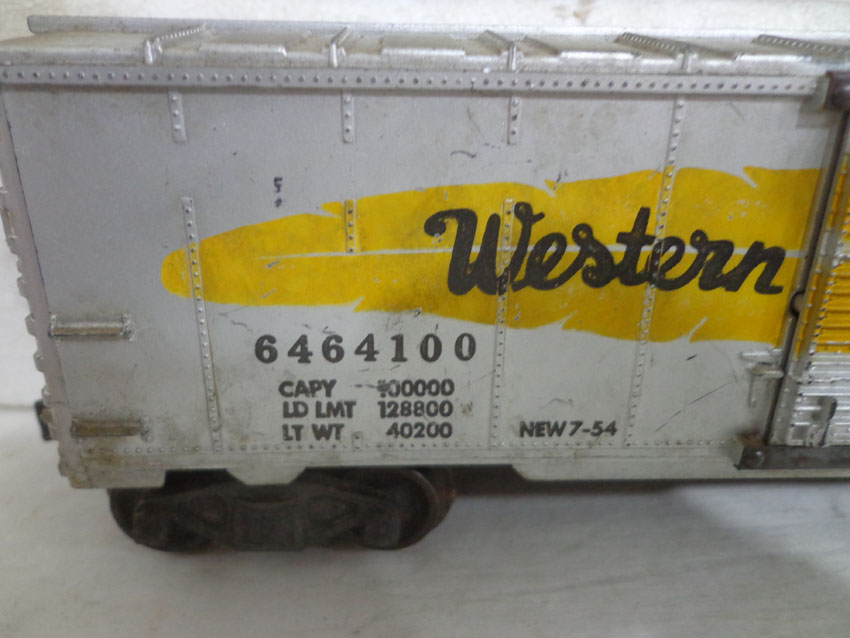 Western
6464100
CAPY 100000
LD LMT 128800
LT WT 40200
NEW 7-54